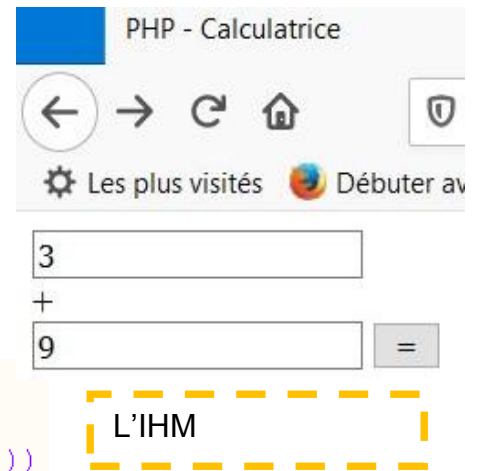 PHP - Calculatrice
Les plus visités Débuter av
3
+
9 =
L'IHM
))